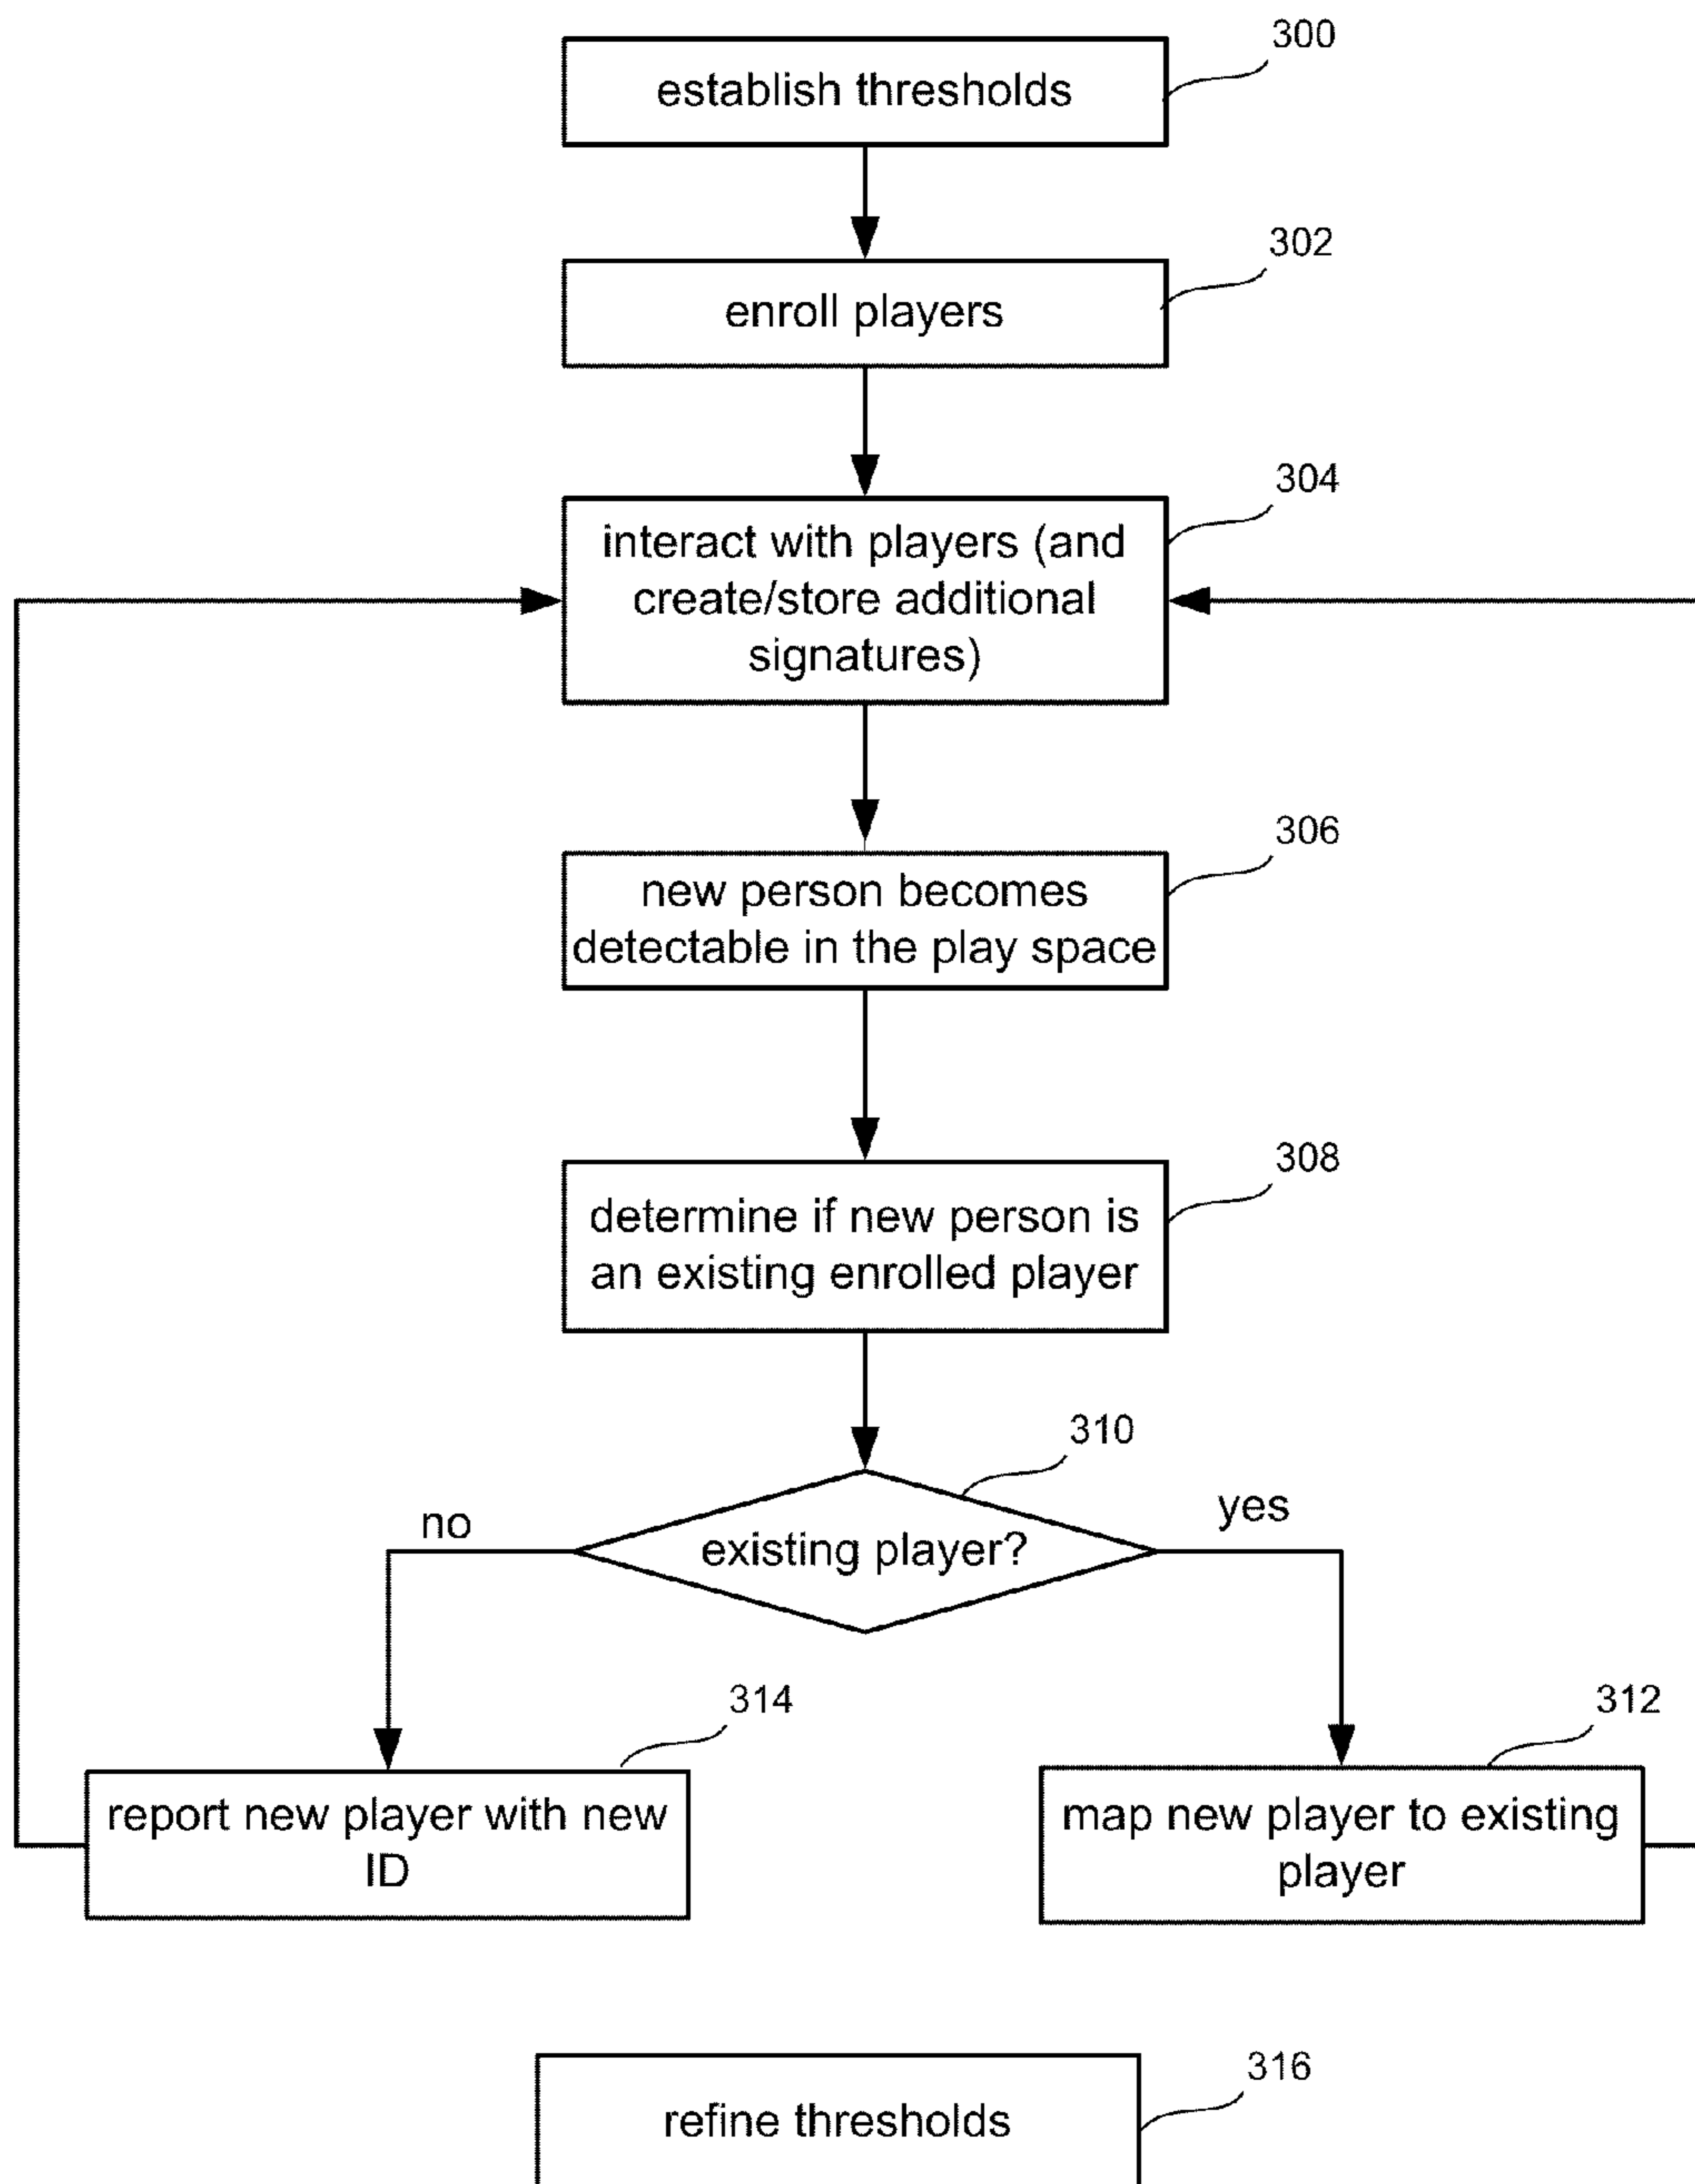 300
establish thresholds
302
enroll players
304
interact with players (and
create/store additional
signatures)
306
new person becomes
detectable in the play space
308
determine if new person is
an existing enrolled player
310
no
yes
existing player?
314
312
report new player with new
ID
map new player to existing
player
316
refine thresholds